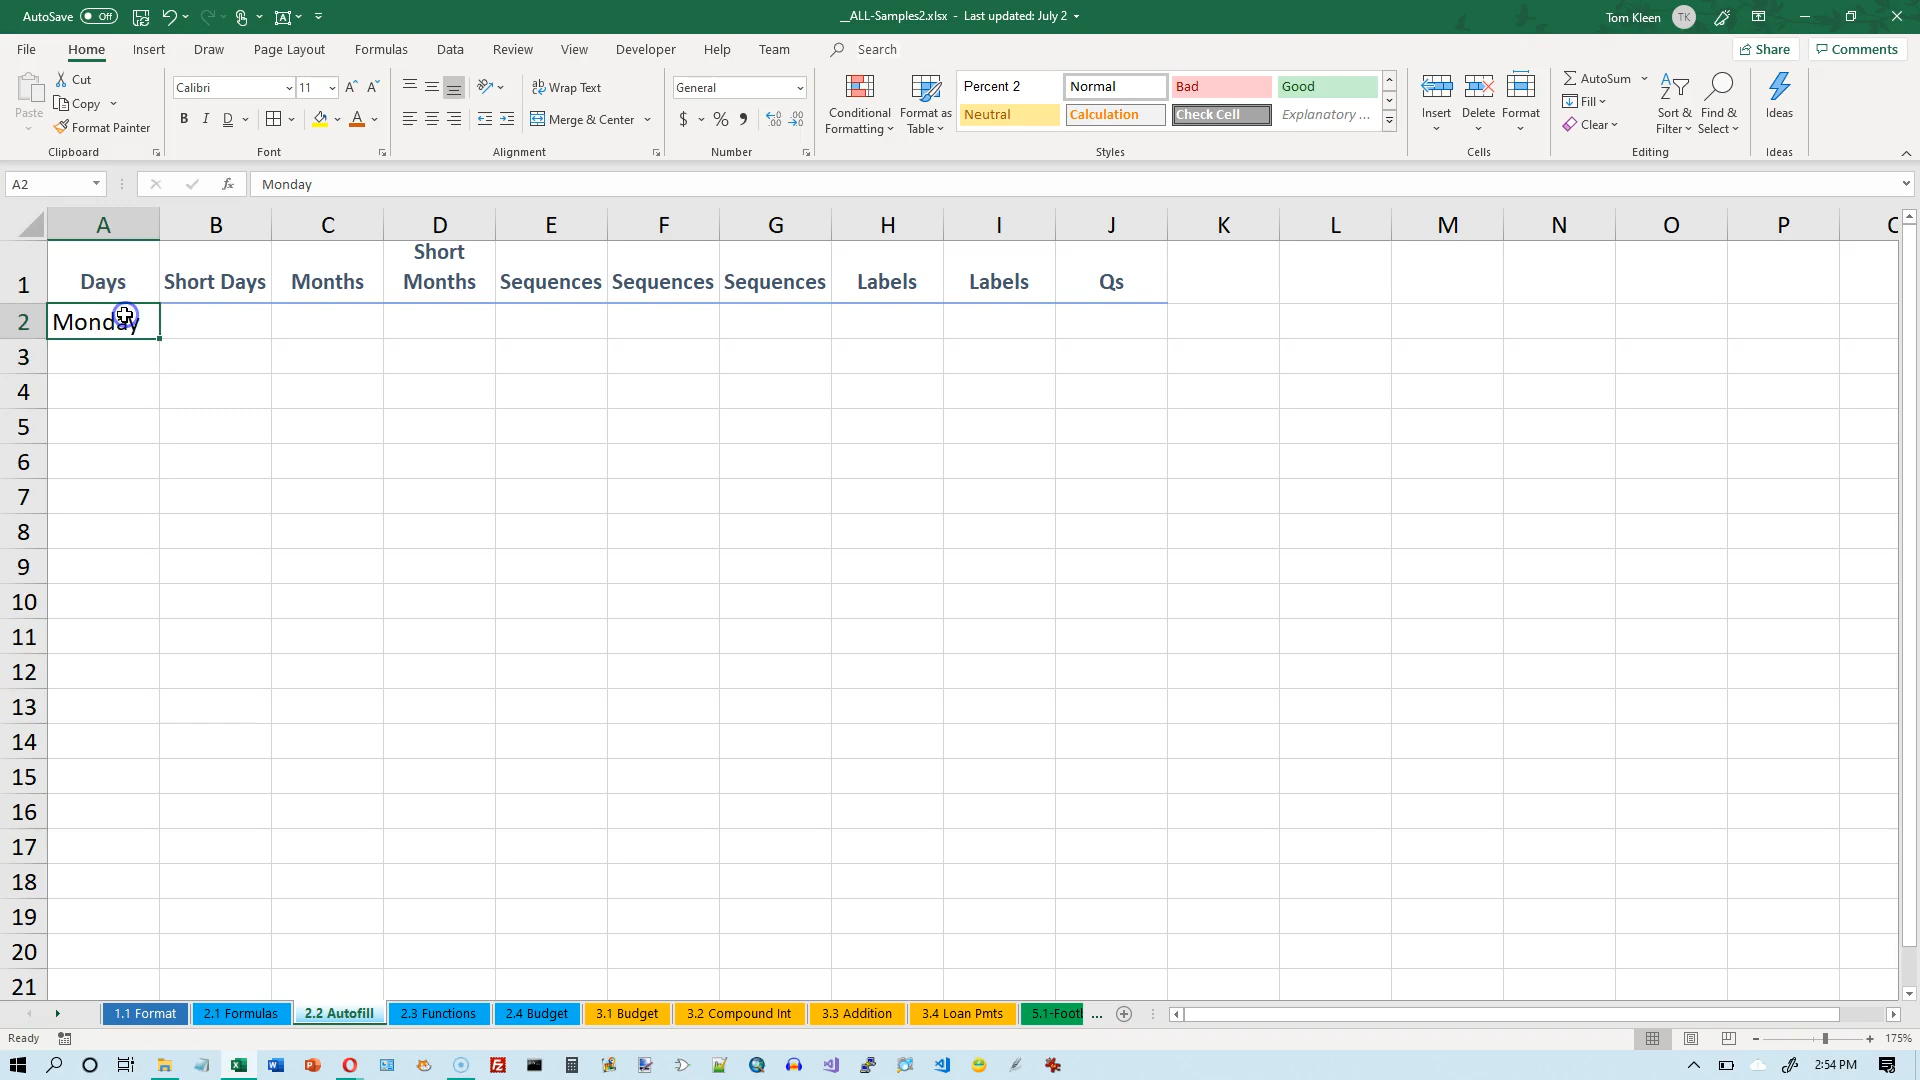 AutoSave Off __ALL-Samples2.xlsx - Last updated: July 2 Tom Kleen TK
File Home Insert Draw Page Layout Formulas Data Review View Developer Help Team Search Share Comments
Paste
Cut
Copy
Format Painter
Clipboard
Calibri 11
B I U
Font
Wrap Text
Merge & Center
Alignment
General
$ % ,
Number
Conditional Formatting
Format as Table
Percent 2 Normal Bad Good
Neutral Calculation Check Cell Explanatory ...
Styles
Insert Delete Format
Cells
AutoSum
Fill
Clear
Sort & Filter
Find & Select
Editing
Ideas
Ideas
A2 fx Monday
A B C D E F G H I J K L M N O P
1 Days Short Days Months Short Months Sequences Sequences Sequences Labels Labels Qs
2 Monday
3
4
5
6
7
8
9
10
11
12
13
14
15
16
17
18
19
20
21
1.1 Format 2.1 Formulas 2.2 Autofill 2.3 Functions 2.4 Budget 3.1 Budget 3.2 Compound Int 3.3 Addition 3.4 Loan Pmts 5.1-Footb ...
Ready 175%
2:54 PM